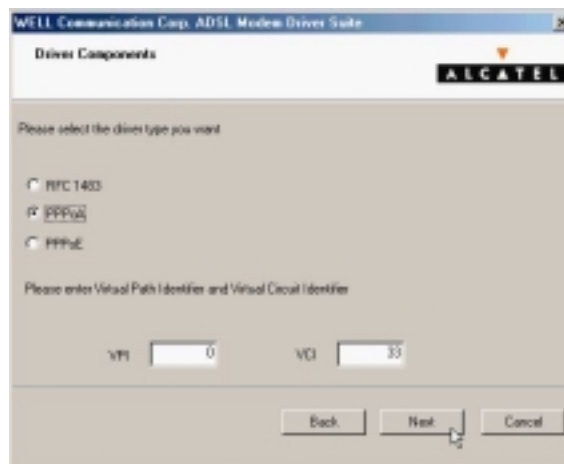 WELL Communication Corp. ADSL Modem Driver Suite
Driver Components
ALCATEL
Please select the driver type you want
RFC 1483
PPPoA
PPPoE
Please enter Virtual Path Identifier and Virtual Circuit Identifier
VPI 0 VCI 33
Back Next Cancel